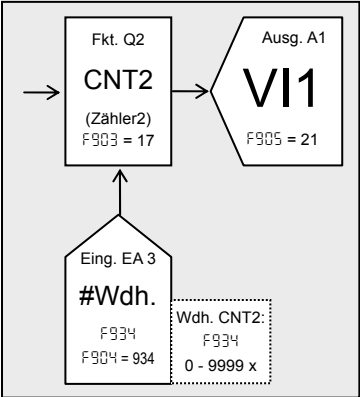 Fkt. Q2
CNT2
(Zähler2)
F903 = 17
Ausg. A1
VI1
F905 = 21
Eing. EA 3
#Wdh.
F934
F904 = 934
Wdh. CNT2:
F934
0 - 9999 x